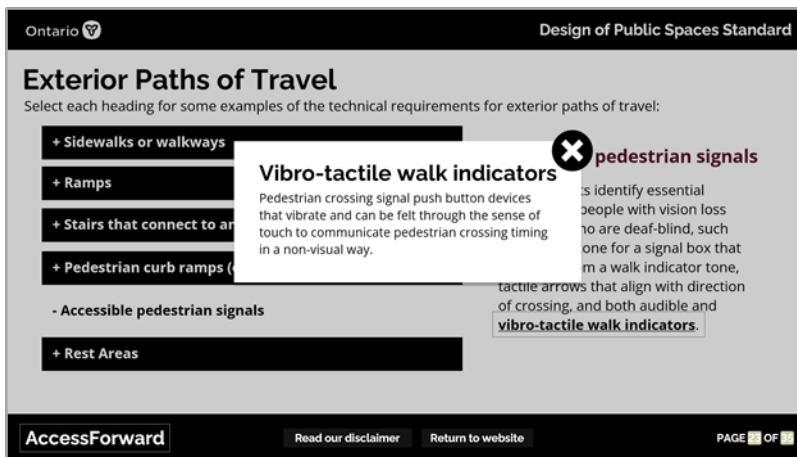 Ontario
Design of Public Spaces Standard
Exterior Paths of Travel
Select each heading for some examples of the technical requirements for exterior paths of travel:
+ Sidewalks or walkways
+ Ramps
+ Stairs that connect to
+ Pedestrian curb ramps (
- Accessible pedestrian signals
+ Rest Areas
Vibro-tactile walk indicators
Pedestrian crossing signal push button devices
that vibrate and can be felt through the sense of
touch to communicate pedestrian crossing timing
in a non-visual way.
pedestrian signals
identify essential
people with vision loss
who are deaf-blind, such
tone for a signal box that
a walk indicator tone,
tactile arrows that align with direction
of crossing, and both audible and
vibro-tactile walk indicators.
AccessForward
Read our disclaimer
Return to website
PAGE 23 OF 35